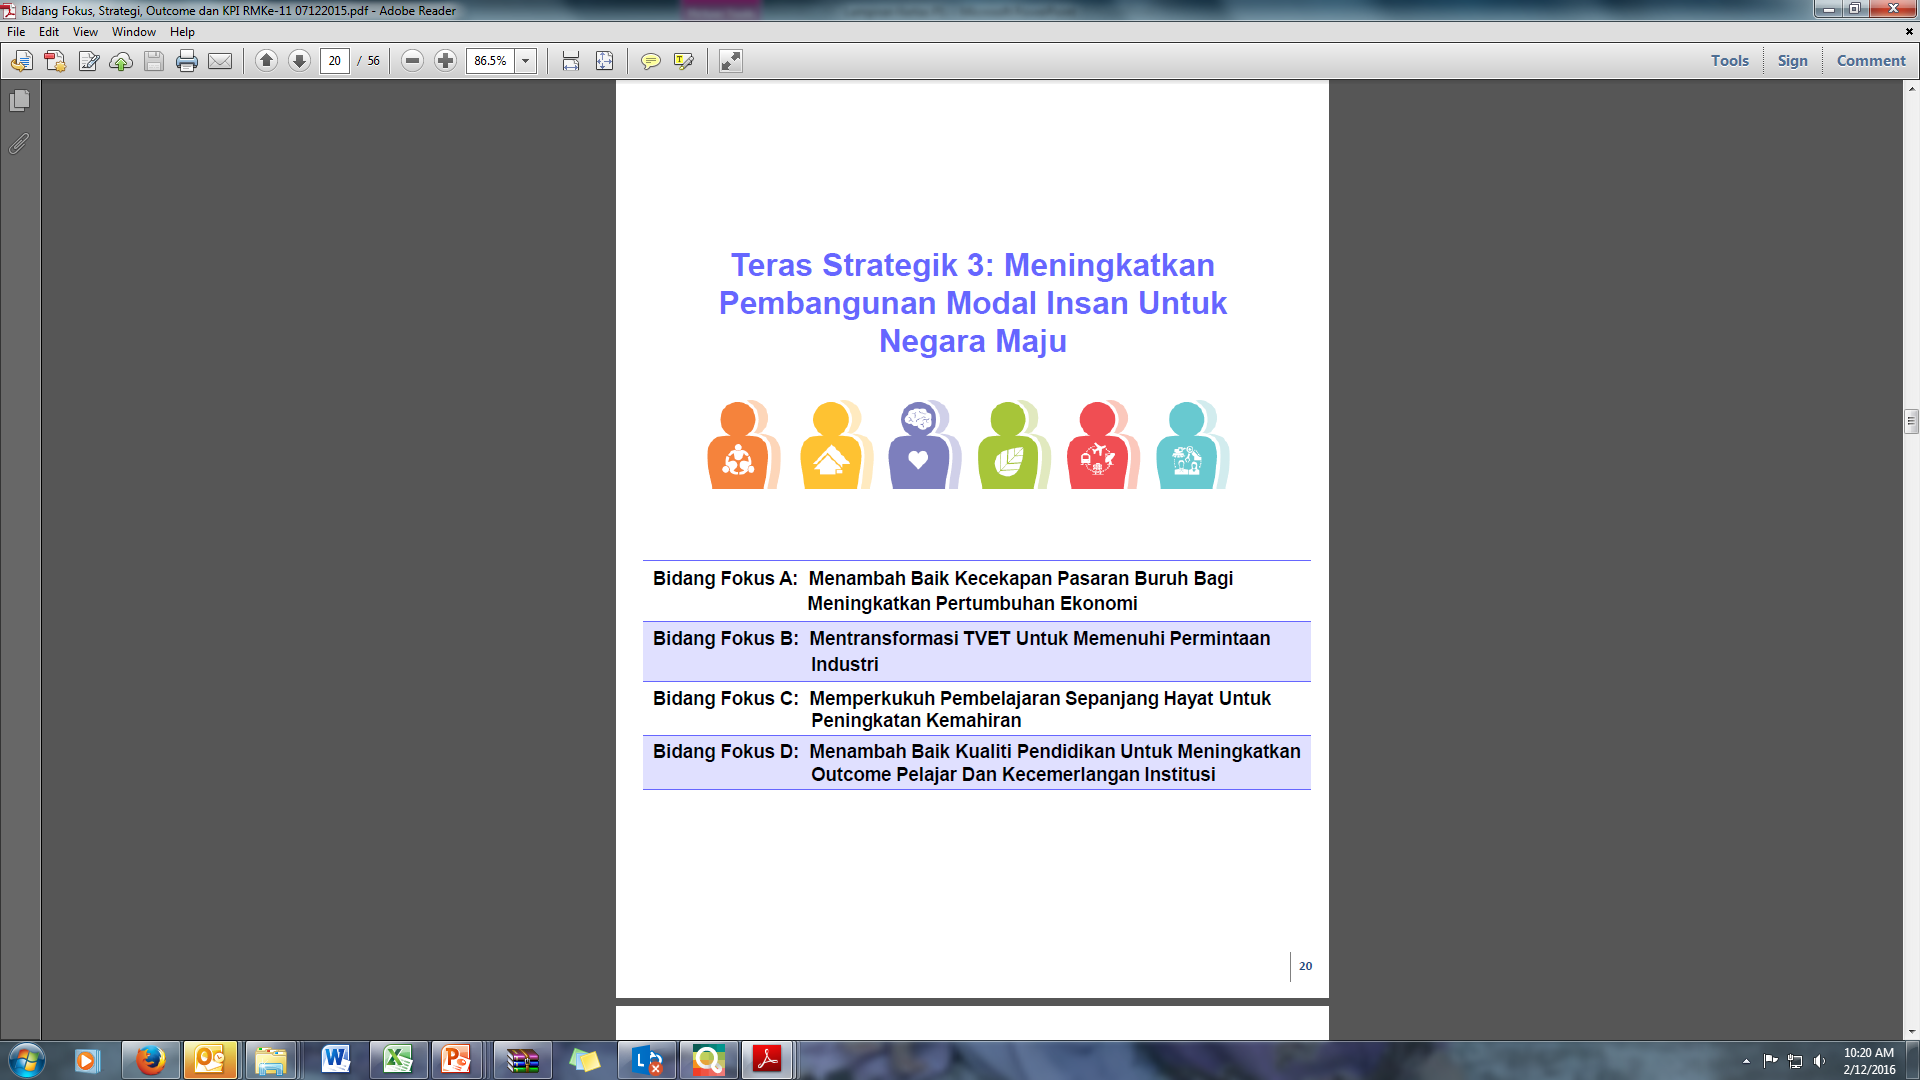 Bidang Fokus, Strategi, Outcome dan KPI RMKe-11 07122015.pdf - Adobe Reader
File Edit View Window Help
20 / 56 86.5% Tools Sign Comment
Teras Strategik 3: Meningkatkan
Pembangunan Modal Insan Untuk
Negara Maju
Bidang Fokus A: Menambah Baik Kecekapan Pasaran Buruh Bagi
Meningkatkan Pertumbuhan Ekonomi
Bidang Fokus B: Mentransformasi TVET Untuk Memenuhi Permintaan
Industri
Bidang Fokus C: Memperkukuh Pembelajaran Sepanjang Hayat Untuk
Peningkatan Kemahiran
Bidang Fokus D: Menambah Baik Kualiti Pendidikan Untuk Meningkatkan
Outcome Pelajar Dan Kecemerlangan Institusi
20
10:20 AM
2/12/2016